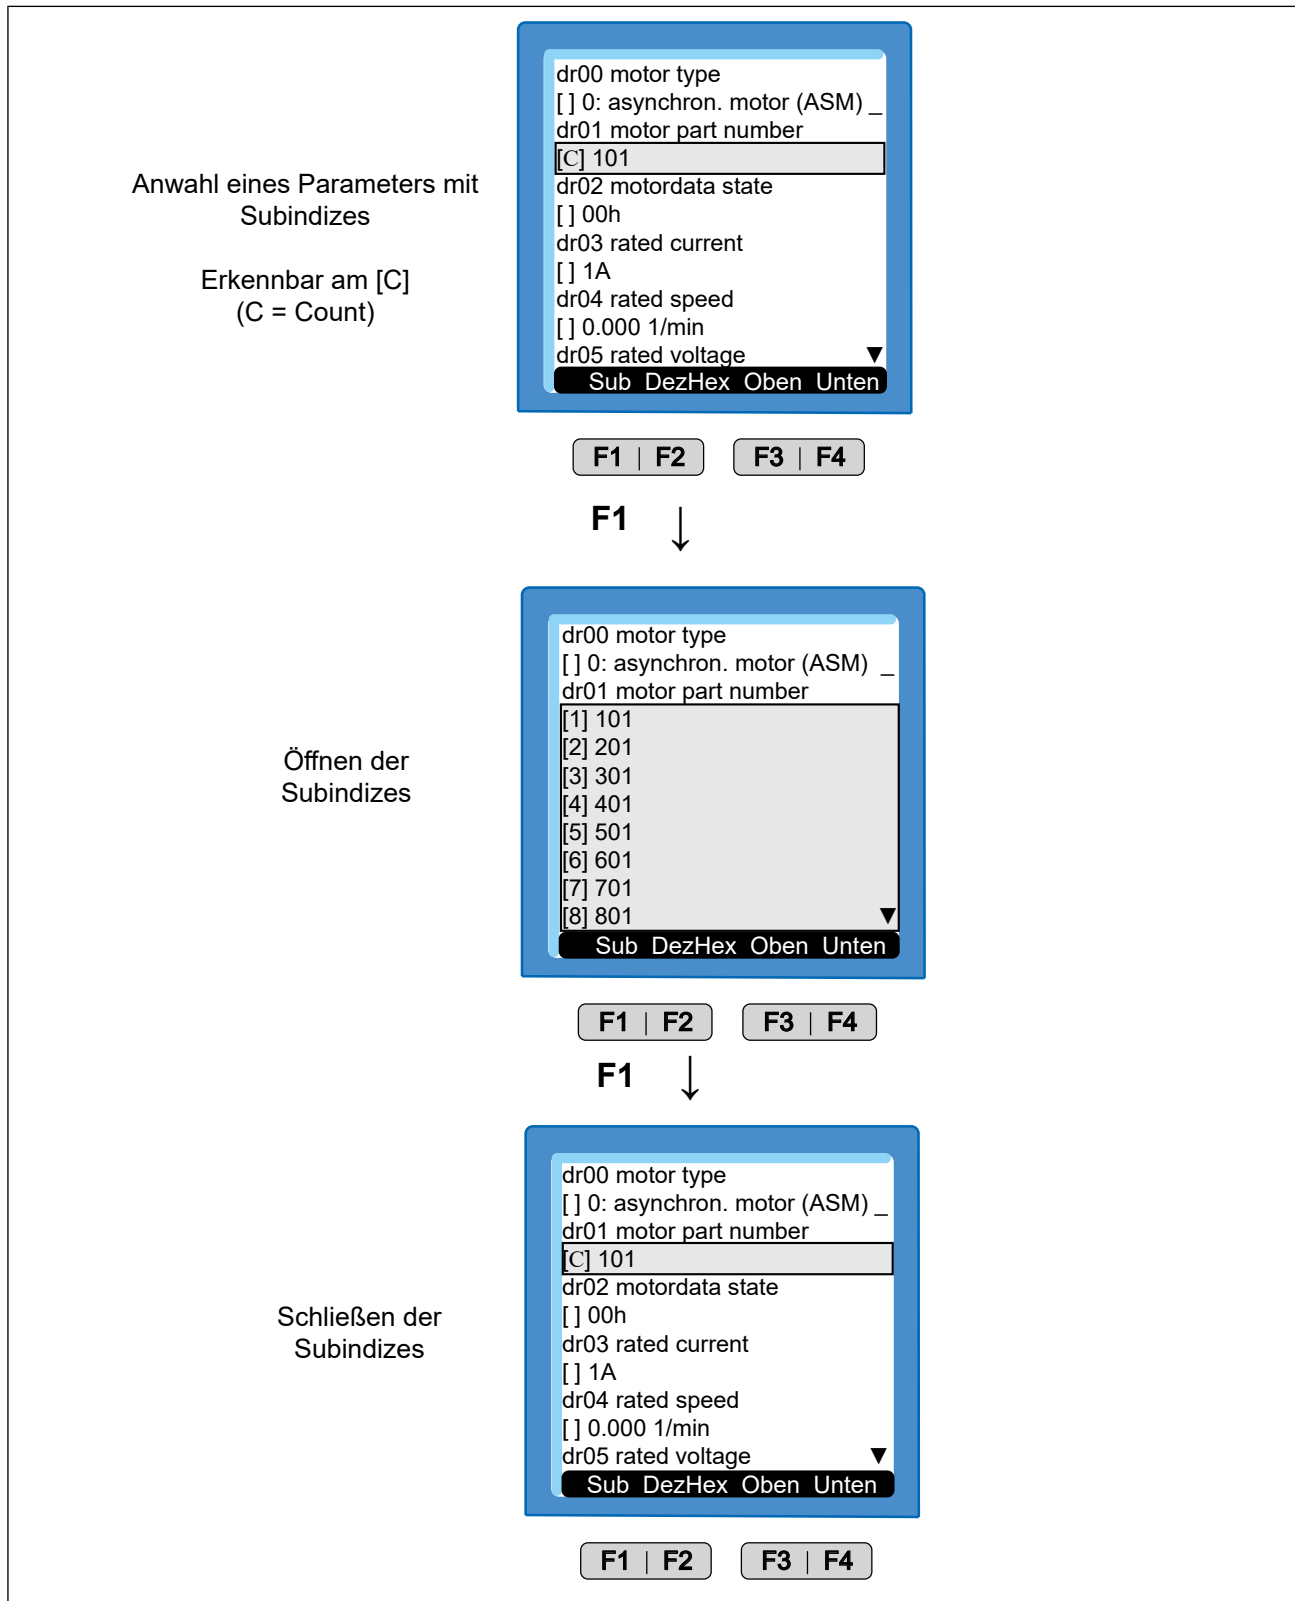 Anwahl eines Parameters mit
Subindizes
Erkennbar am [C]
(C = Count)
dr00 motor type
[ ] 0: asynchron. motor (ASM) _
dr01 motor part number
[C] 101
dr02 motordata state
[ ] 00h
dr03 rated current
[ ] 1A
dr04 rated speed
[ ] 0.000 1/min
dr05 rated voltage ▼
Sub DezHex Oben Unten
F1 | F2 F3 | F4
F1 ↓
Öffnen der
Subindizes
dr00 motor type
[ ] 0: asynchron. motor (ASM) _
dr01 motor part number
[1] 101
[2] 201
[3] 301
[4] 401
[5] 501
[6] 601
[7] 701
[8] 801 ▼
Sub DezHex Oben Unten
F1 | F2 F3 | F4
F1 ↓
Schließen der
Subindizes
dr00 motor type
[ ] 0: asynchron. motor (ASM) _
dr01 motor part number
[C] 101
dr02 motordata state
[ ] 00h
dr03 rated current
[ ] 1A
dr04 rated speed
[ ] 0.000 1/min
dr05 rated voltage ▼
Sub DezHex Oben Unten
F1 | F2 F3 | F4